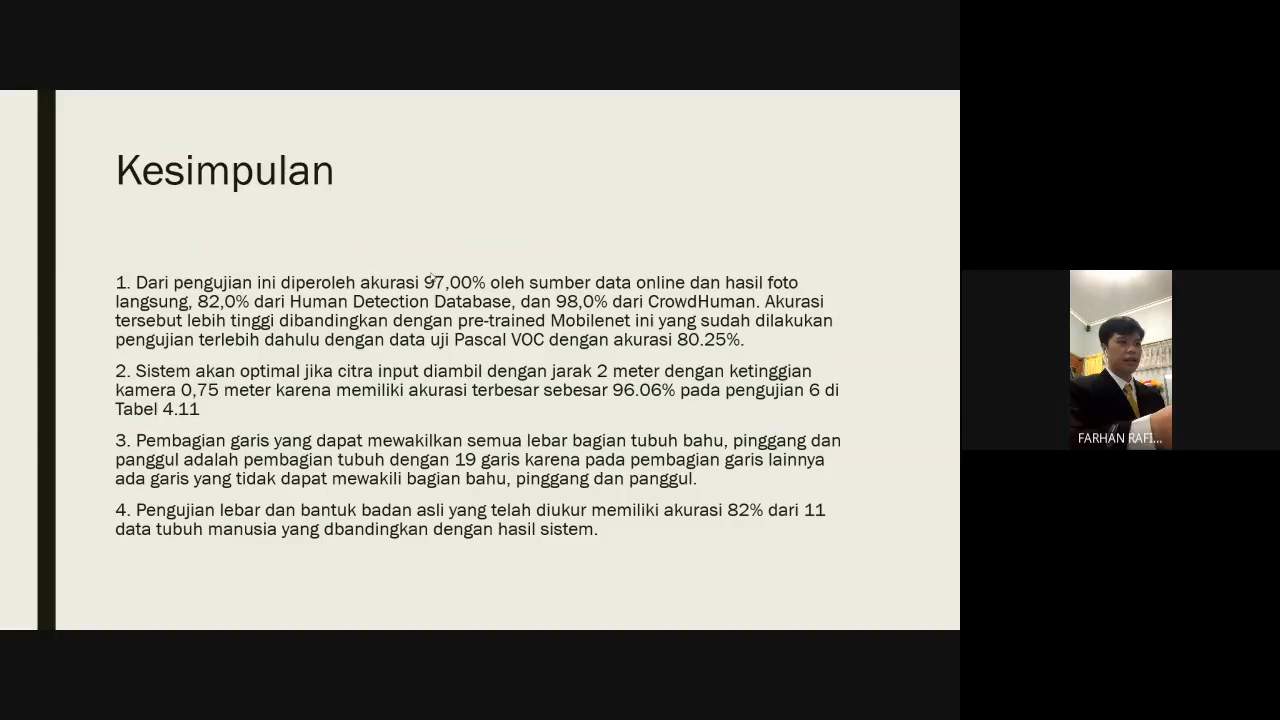 Kesimpulan
1. Dari pengujian ini diperoleh akurasi 97,00% oleh sumber data online dan hasil foto
langsung, 82,0% dari Human Detection Database, dan 98,0% dari CrowdHuman. Akurasi
tersebut lebih tinggi dibandingkan dengan pre-trained Mobilenet ini yang sudah dilakukan
pengujian terlebih dahulu dengan data uji Pascal VOC dengan akurasi 80.25%.
2. Sistem akan optimal jika citra input diambil dengan jarak 2 meter dengan ketinggian
kamera 0,75 meter karena memiliki akurasi terbesar sebesar 96.06% pada pengujian 6 di
Tabel 4.11
3. Pembagian garis yang dapat mewakilkan semua lebar bagian tubuh bahu, pinggang dan
panggul adalah pembagian tubuh dengan 19 garis karena pada pembagian garis lainnya
ada garis yang tidak dapat mewakili bagian bahu, pinggang dan panggul.
4. Pengujian lebar dan bantuk badan asli yang telah diukur memiliki akurasi 82% dari 11
data tubuh manusia yang dbandingkan dengan hasil sistem.
FARHAN RAFI...